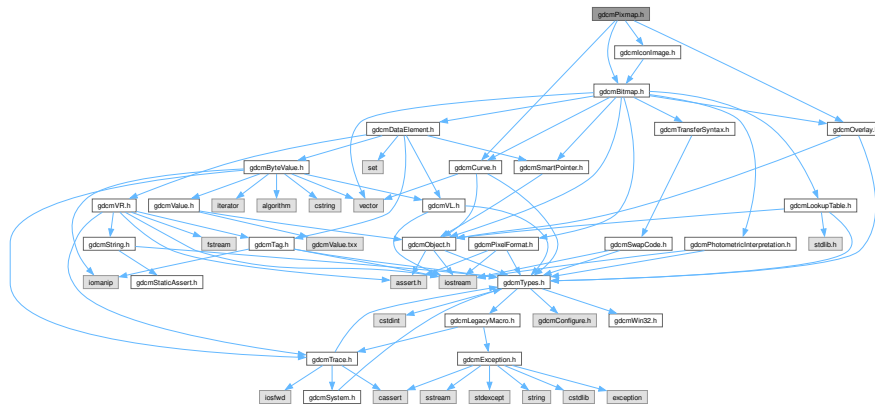 gdcmPixmap.h
gdcmIconImage.h
gdcmBitmap.h
gdcmDataElement.h
gdcmTransferSyntax.h
gdcmOverlay.h
gdcmByteValue.h
set
gdcmCurve.h
gdcmSmartPointer.h
gdcmVR.h
gdcmValue.h
iterator
algorithm
cstring
vector
gdcmVL.h
gdcmLookupTable.h
gdcmString.h
fstream
gdcmTag.h
gdcmValue.txx
gdcmObject.h
gdcmPixelFormat.h
gdcmSwapCode.h
gdcmPhotometricInterpretation.h
stdlib.h
iomanip
gdcmStaticAssert.h
assert.h
iostream
gdcmTypes.h
cstdint
gdcmLegacyMacro.h
gdcmConfigure.h
gdcmWin32.h
gdcmTrace.h
gdcmException.h
iosfwd
gdcmSystem.h
cassert
sstream
stdexcept
string
cstdlib
exception